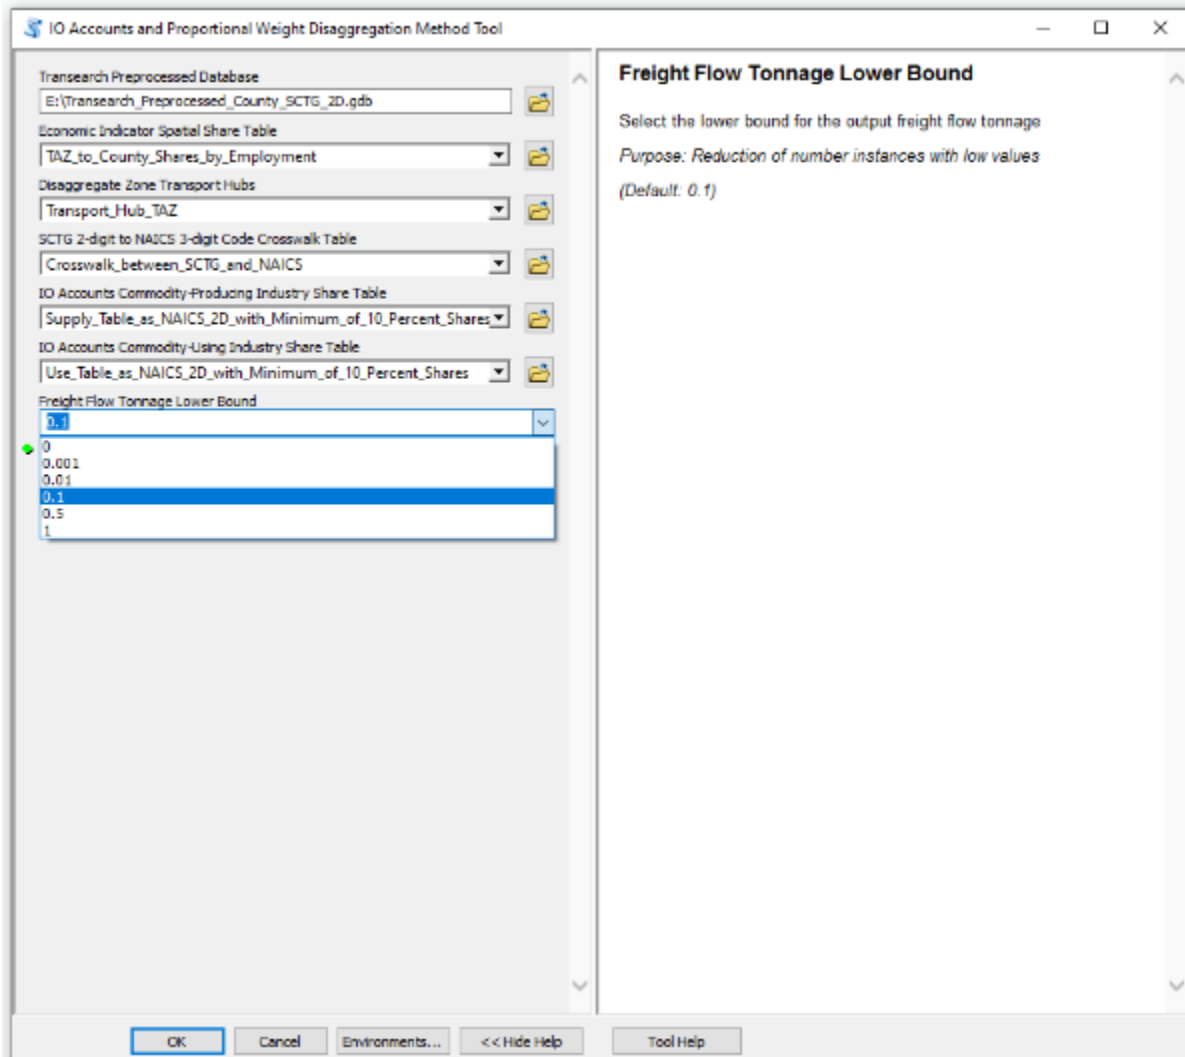 IO Accounts and Proportional Weight Disaggregation Method Tool
Transearch Preprocessed Database
E:\Transearch_Preprocessed_County_SCTG_2D.gdb
Economic Indicator Spatial Share Table
TAZ_to_County_Shares_by_Employment
Disaggregate Zone Transport Hubs
Transport_Hub_TAZ
SCTG 2-digit to NAICS 3-digit Code Crosswalk Table
Crosswalk_between_SCTG_and_NAICS
IO Accounts Commodity-Producing Industry Share Table
Supply_Table_as_NAICS_2D_with_Minimum_of_10_Percent_Shares
IO Accounts Commodity-Using Industry Share Table
Use_Table_as_NAICS_2D_with_Minimum_of_10_Percent_Shares
Freight Flow Tonnage Lower Bound
0.1
0
0.001
0.01
0.1
0.5
1
Freight Flow Tonnage Lower Bound
Select the lower bound for the output freight flow tonnage
Purpose: Reduction of number instances with low values
(Default: 0.1)
OK Cancel Environments... << Hide Help Tool Help